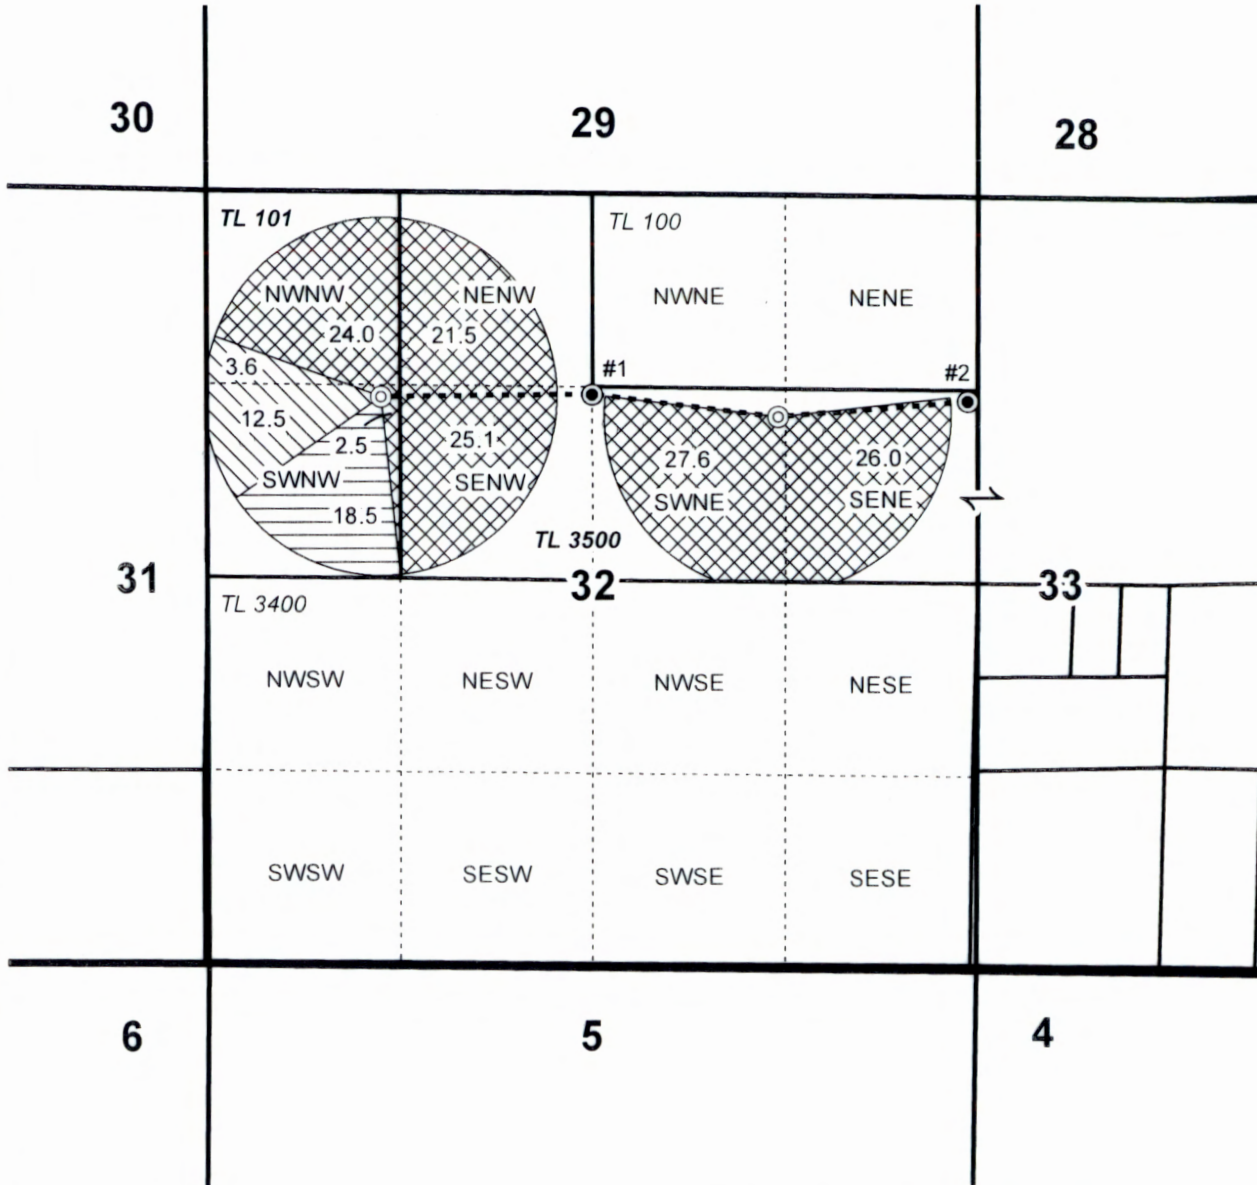 30
29
28
TL 101
TL 100
NWNW
NENW
NWNE
NENE
24.0
21.5
3.6
#1
#2
12.5
2.5
25.1
27.6
26.0
SWNW
SENW
SWNE
SENE
18.5
TL 3500
31
32
33
TL 3400
NWSW
NESW
NWSE
NESE
SWSW
SESW
SWSE
SESE
6
5
4